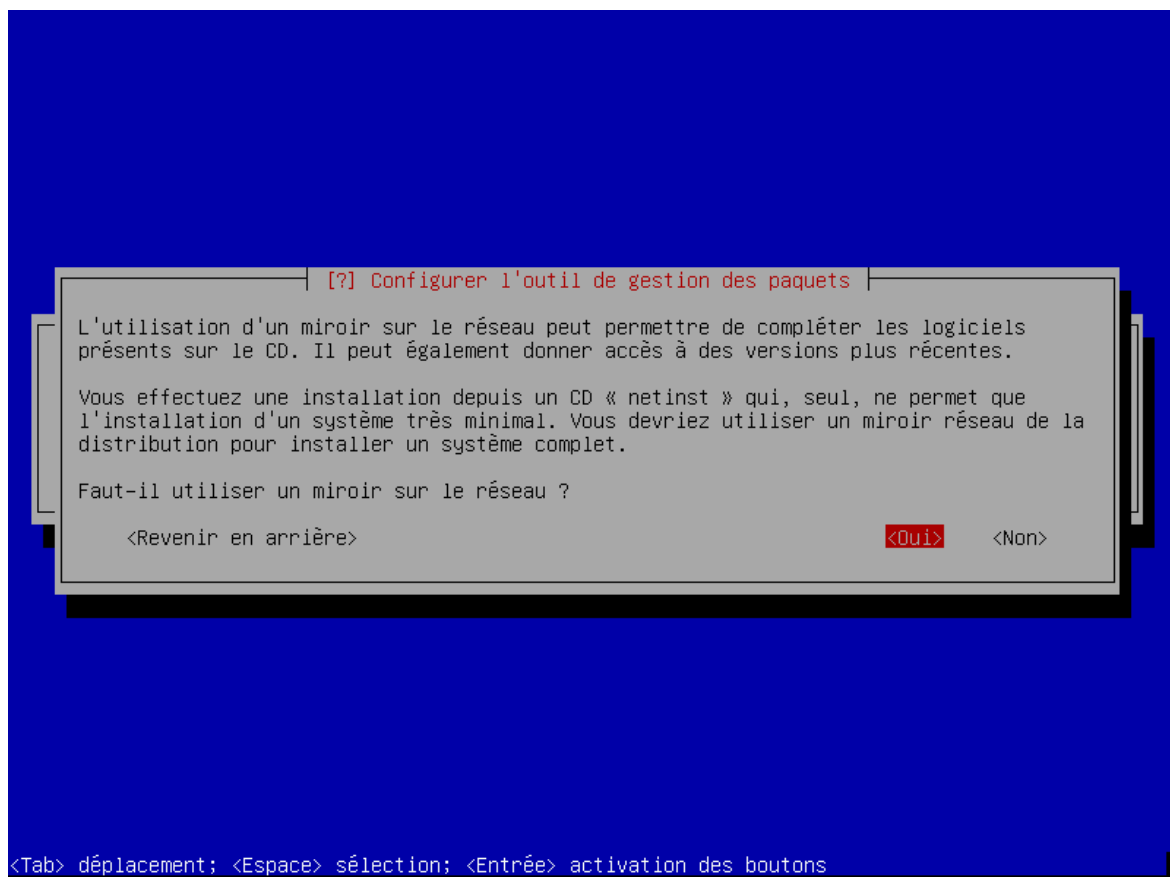 [?] Configurer l'outil de gestion des paquets
L'utilisation d'un miroir sur le réseau peut permettre de compléter les logiciels
présents sur le CD. Il peut également donner accès à des versions plus récentes.
Vous effectuez une installation depuis un CD « netinst » qui, seul, ne permet que
l'installation d'un système très minimal. Vous devriez utiliser un miroir réseau de la
distribution pour installer un système complet.
Faut-il utiliser un miroir sur le réseau ?
<Revenir en arrière> <Oui> <Non>
<Tab> déplacement; <Espace> sélection; <Entrée> activation des boutons